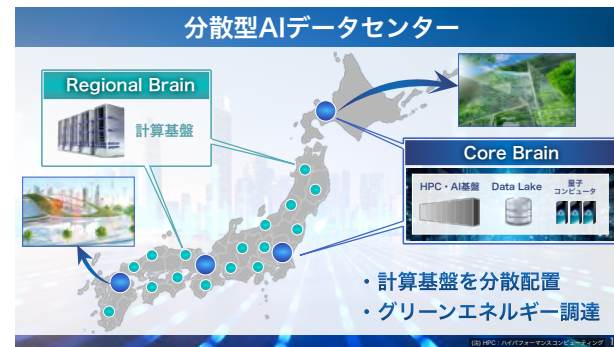 分散型AIデータセンター
Regional Brain
計算基盤
Core Brain
HPC・AI基盤
Data Lake
量子
コンピュータ
・計算基盤を分散配置
・グリーンエネルギー調達
(注) HPC：ハイパフォーマンスコンピューティング